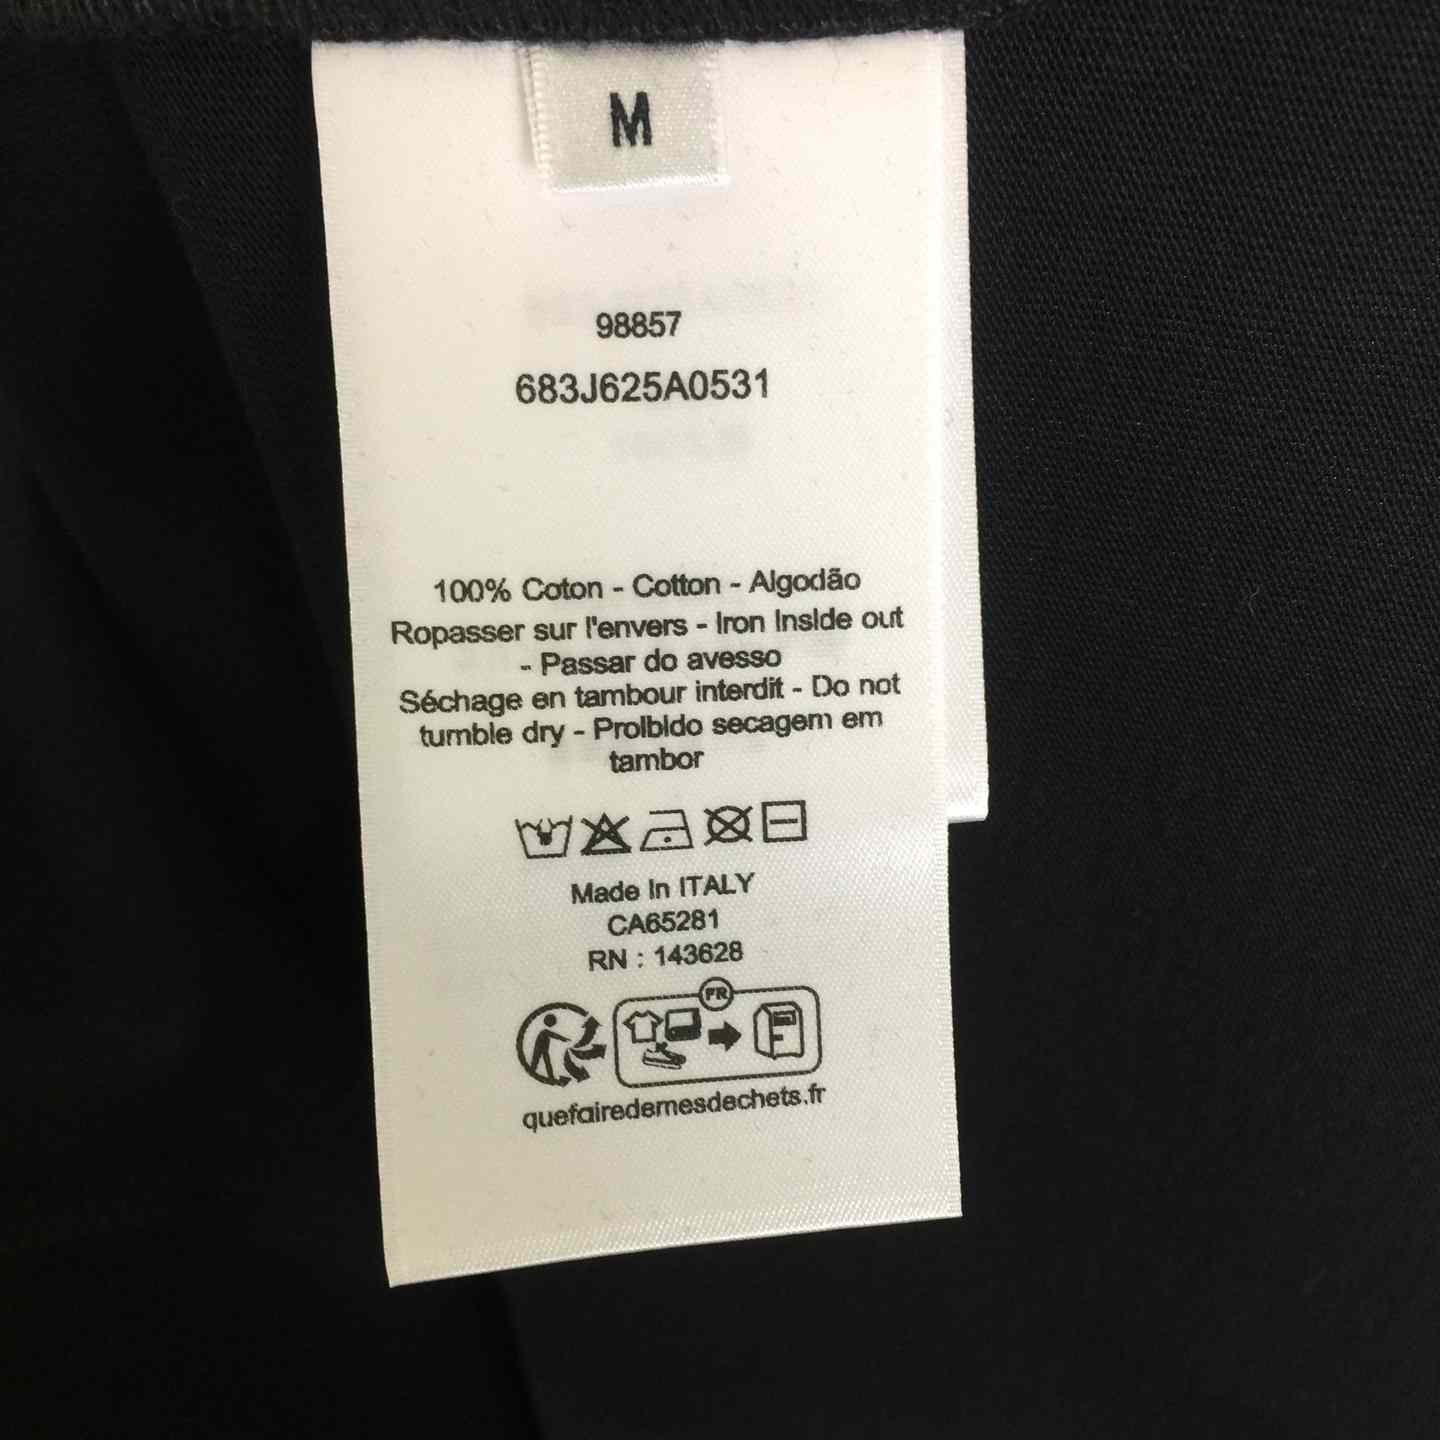 M
98857
683J625A0531
100% Coton - Cotton - Algodão
Ropasser sur l'envers - Iron Inside out
- Passar do avesso
Séchage en tambour interdit - Do not
tumble dry - Proibido secagem em
tambor
Made In ITALY
CA65281
RN : 143628
FR
quefairedemesdechets.fr